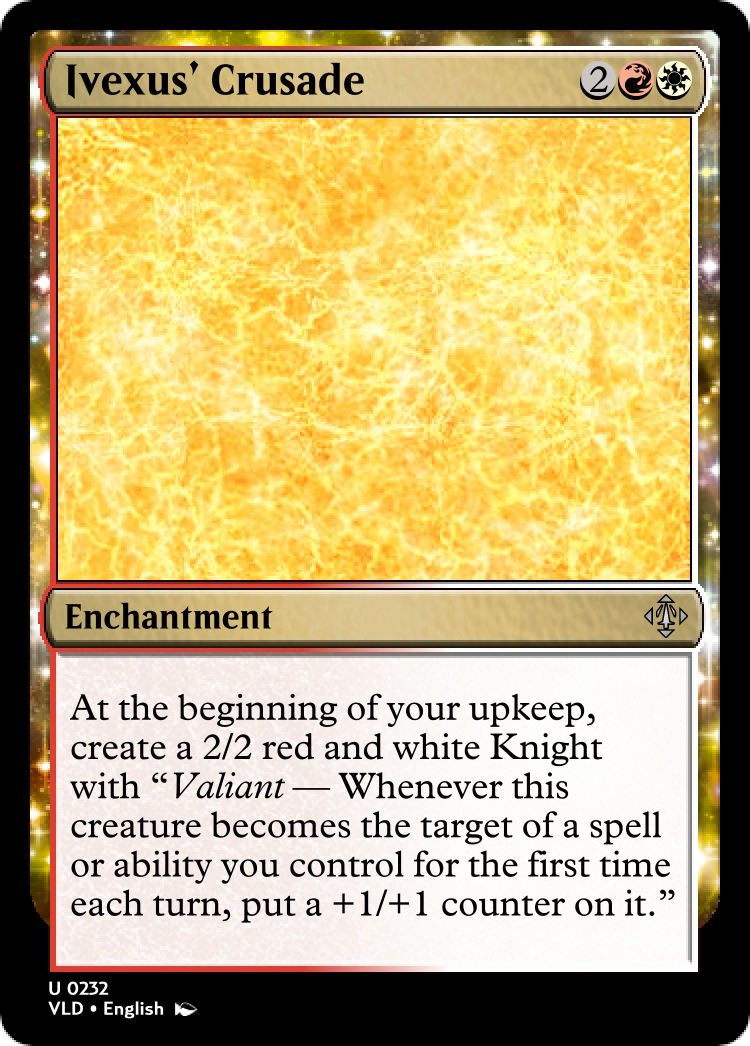 Ivexus’ Crusade
2
Enchantment
At the beginning of your upkeep,
create a 2/2 red and white Knight
with “Valiant — Whenever this
creature becomes the target of a spell
or ability you control for the first time
each turn, put a +1/+1 counter on it.”
U 0232
VLD • English